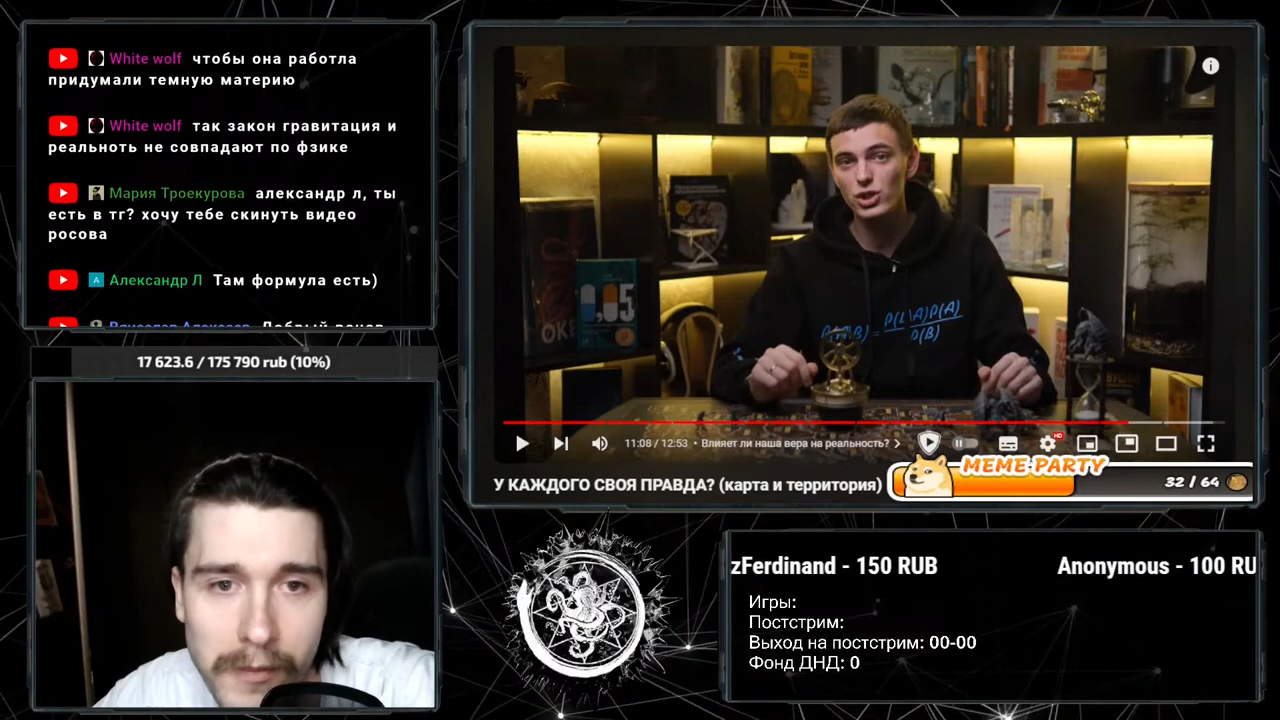 White wolf чтобы она работла
придумали темную материю
White wolf так закон гравитация и
реальноть не совпадают по фзике
Мария Троекурова александр л, ты
есть в тг? хочу тебе скинуть видео
росова
А Александр Л Там формула есть)
17 623.6 / 175 790 rub (10%)
0,05
P(A)
P(B)
11:08 / 12:53 • Влияет ли наша вера на реальность?
HD
MEME PARTY
У КАЖДОГО СВОЯ ПРАВДА? (карта и территория)
32 / 64
zFerdinand - 150 RUB
Anonymous - 100 RU
Игры:
Постстрим:
Выход на постстрим: 00-00
Фонд ДНД: 0